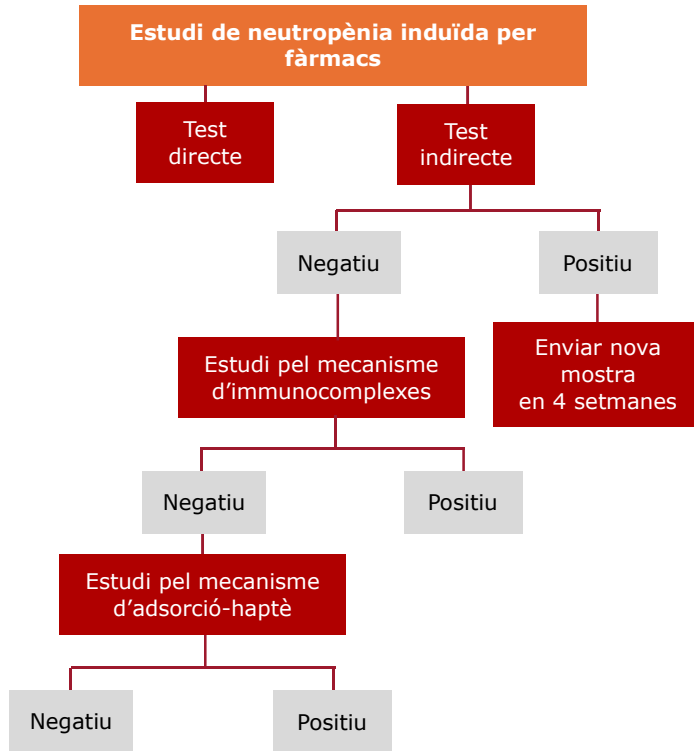 Estudi de neutropènia induïda per
fàrmacs
Test
directe
Test
indirecte
Negatiu
Positiu
Estudi pel mecanisme
d’immunocomplexes
Enviar nova
mostra
en 4 setmanes
Negatiu
Positiu
Estudi pel mecanisme
d’adsorció-haptè
Negatiu
Positiu